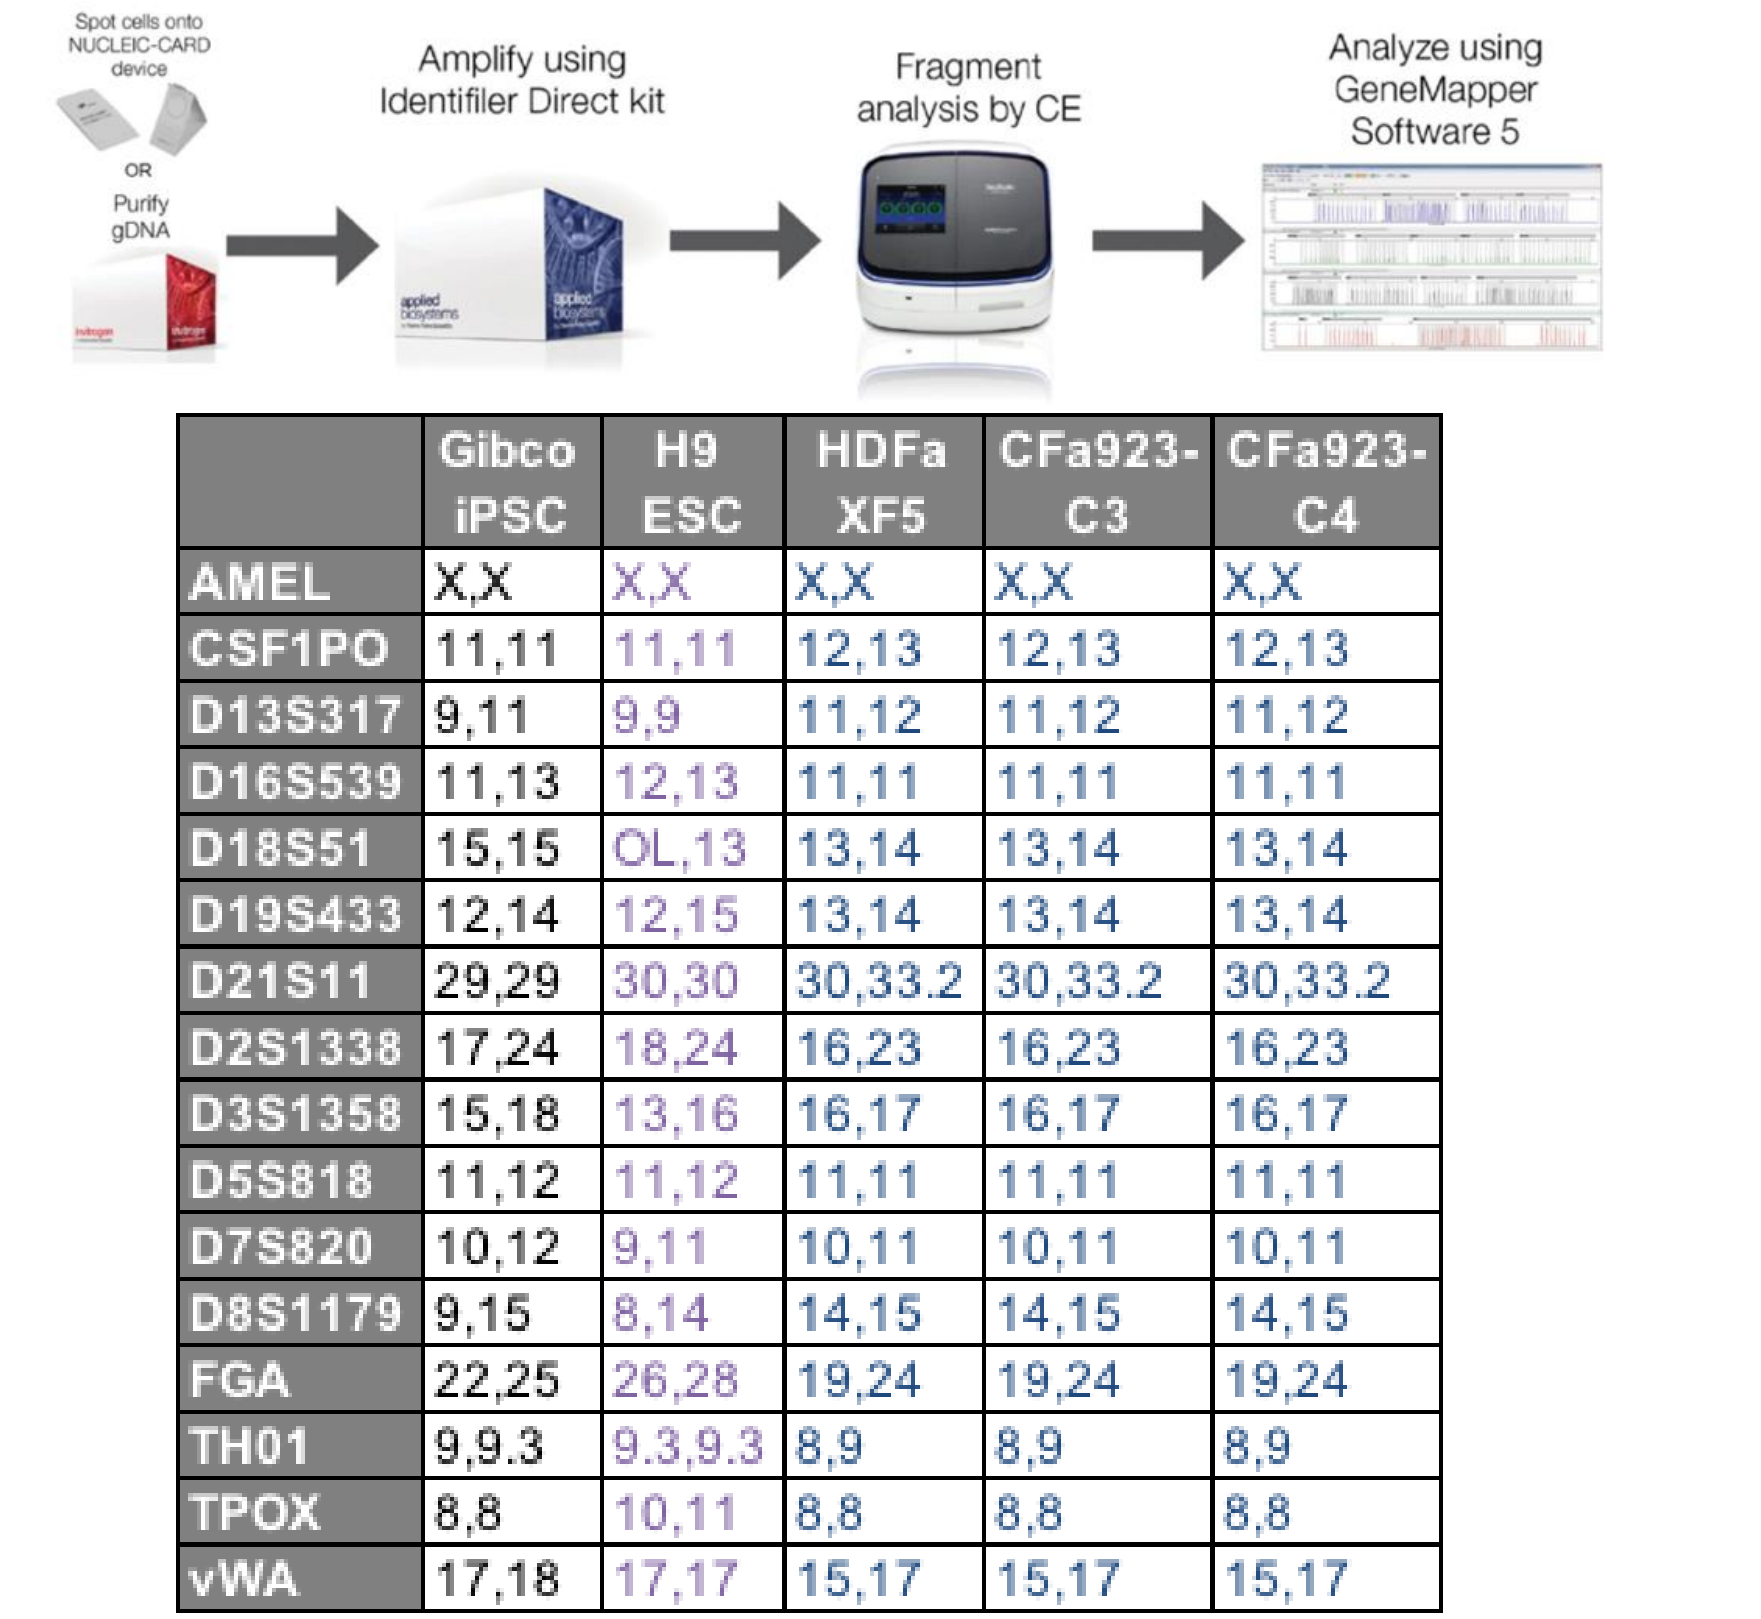 Spot cells onto
NUCLEIC-CARD
device
OR
Purify
gDNA
invitrogen
invitrogen
Amplify using
Identifiler Direct kit
applied
biosystems
applied
biosystems
Fragment
analysis by CE
Analyze using
GeneMapper
Software 5
Gibco iPSC H9 ESC HDFa XF5 CFa923-C3 CFa923-C4
AMEL X,X X,X X,X X,X X,X
CSF1PO 11,11 11,11 12,13 12,13 12,13
D13S317 9,11 9,9 11,12 11,12 11,12
D16S539 11,13 12,13 11,11 11,11 11,11
D18S51 15,15 OL,13 13,14 13,14 13,14
D19S433 12,14 12,15 13,14 13,14 13,14
D21S11 29,29 30,30 30,33.2 30,33.2 30,33.2
D2S1338 17,24 18,24 16,23 16,23 16,23
D3S1358 15,18 13,16 16,17 16,17 16,17
D5S818 11,12 11,12 11,11 11,11 11,11
D7S820 10,12 9,11 10,11 10,11 10,11
D8S1179 9,15 8,14 14,15 14,15 14,15
FGA 22,25 26,28 19,24 19,24 19,24
TH01 9,9.3 9.3,9.3 8,9 8,9 8,9
TPOX 8,8 10,11 8,8 8,8 8,8
vWA 17,18 17,17 15,17 15,17 15,17